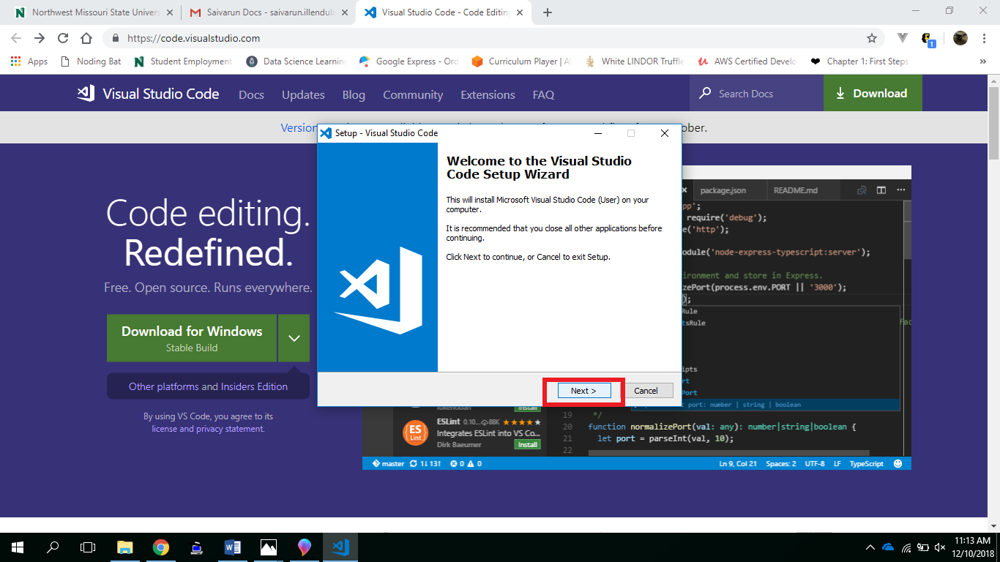 Northwest Missouri State Univers
Saivarun Docs - saivarun.illendula
Visual Studio Code - Code Editing
https://code.visualstudio.com
1
Apps
Noding Bat
Student Employment
Data Science Learnin
Google Express - Ord
Curriculum Player | A
White LINDOR Truffle
AWS Certified Develo
Chapter 1: First Steps
»
Visual Studio Code
Docs
Updates
Blog
Community
Extensions
FAQ
Search Docs
Download
Version
ober.
Setup - Visual Studio Code
Welcome to the Visual Studio
Code Setup Wizard
This will install Microsoft Visual Studio Code (User) on your
computer.
It is recommended that you close all other applications before
continuing.
Click Next to continue, or Cancel to exit Setup.
Next >
Cancel
Code editing.
Redefined.
Free. Open source. Runs everywhere.
Download for Windows
Stable Build
Other platforms and Insiders Edition
By using VS Code, you agree to its
license and privacy statement.
package.json
README.md
pp';
require('debug');
e('http');
odule('node-express-typescript:server');
ironment and store in Express.
zePort(process.env.PORT || '3000');
);
Rule
tsRule
Fac
ipts
rt
Port
port: number | string | boolean
Install
ESLint
0.10...
88K
ES
Lint
Integrates ESLint into VS Co...
Dirk Baeumer
Install
19 */
20 function normalizePort(val: any): number|string|boolean {
21 let port = parseInt(val, 10);
22
master
1↓ 13↑
0
0
Ln 9, Col 21
Spaces: 2
UTF-8
LF
TypeScript
11:13 AM
12/10/2018